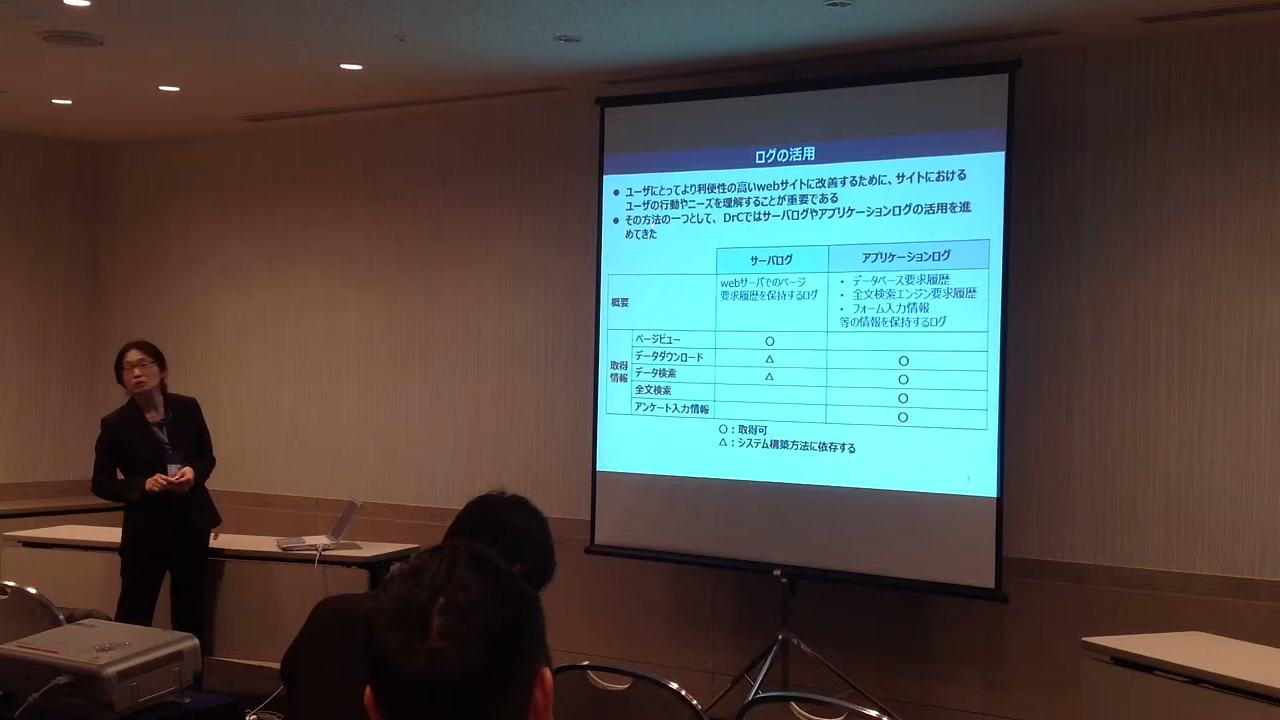 ログの活用
● ユーザにとってより利便性の高いwebサイトに改善するために、サイトにおける
ユーザの行動やニーズを理解することが重要である
● その方法の一つとして、DrCではサーバログやアプリケーションログの活用を進
めてきた
サーバログ アプリケーションログ
概要
webサーバでのページ
要求履歴を保持するログ
・ データベース要求履歴
・ 全文検索エンジン要求履歴
・ フォーム入力情報
等の情報を保持するログ
取得
情報
ページビュー ○
データダウンロード △ ○
データ検索 △ ○
全文検索 ○
アンケート入力情報 ○
○：取得可
△：システム構築方法に依存する
3